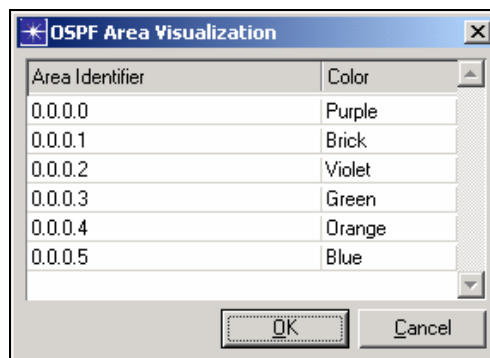 OSPF Area Visualization
Area Identifier Color
0.0.0.0 Purple
0.0.0.1 Brick
0.0.0.2 Violet
0.0.0.3 Green
0.0.0.4 Orange
0.0.0.5 Blue
OK Cancel